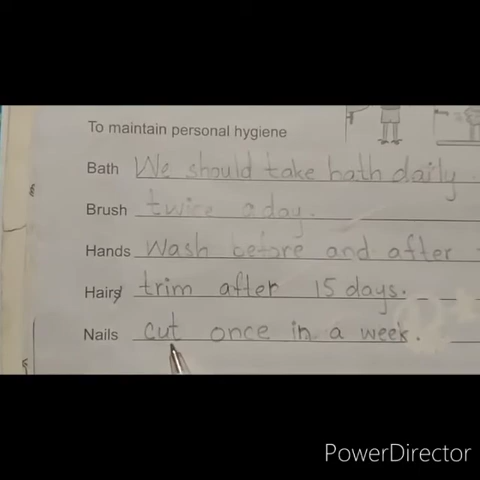 To maintain personal hygiene
Bath We should take bath daily.
Brush twice a day.
Hands Wash before and after
Hairs trim after 15 days.
Nails cut once in a week.
PowerDirector